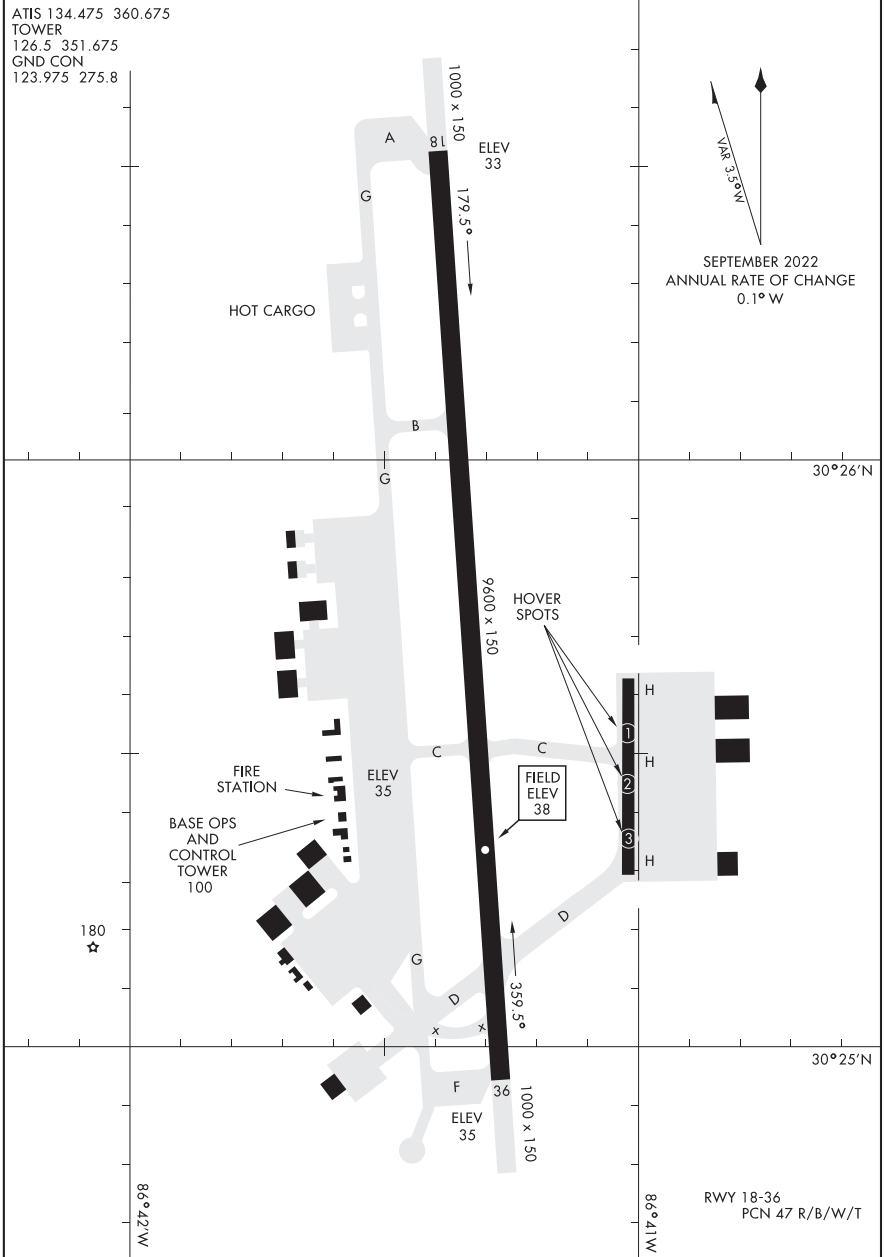 ATIS 134.475 360.675
TOWER
126.5 351.675
GND CON
123.975 275.8
1000 x 150
A
18
ELEV
33
G
179.5°
VAR 3.5° W
SEPTEMBER 2022
ANNUAL RATE OF CHANGE
0.1° W
HOT CARGO
B
30°26'N
G
9600 x 150
HOVER
SPOTS
H
1
C
C
H
FIRE
STATION
ELEV
35
FIELD
ELEV
38
2
BASE OPS
AND
CONTROL
TOWER
100
3
H
D
180
G
359.5°
D
x
x
30°25'N
F
36
1000 x 150
ELEV
35
86°42'W
86°41W
RWY 18-36
PCN 47 R/B/W/T